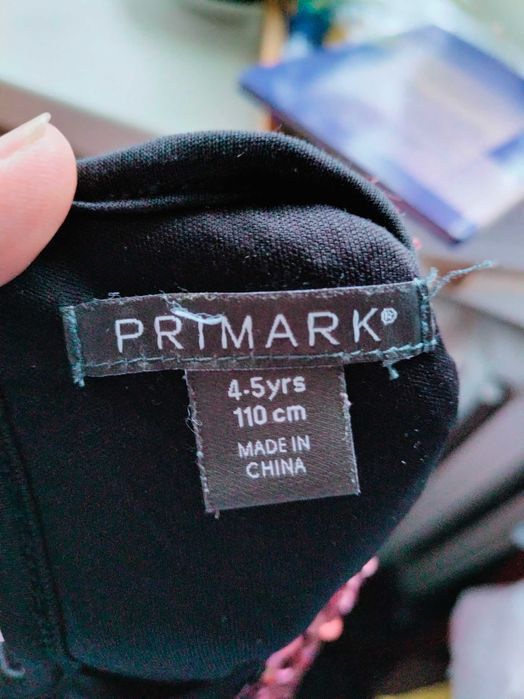 PRIMARK®
4-5yrs
110 cm
MADE IN
CHINA